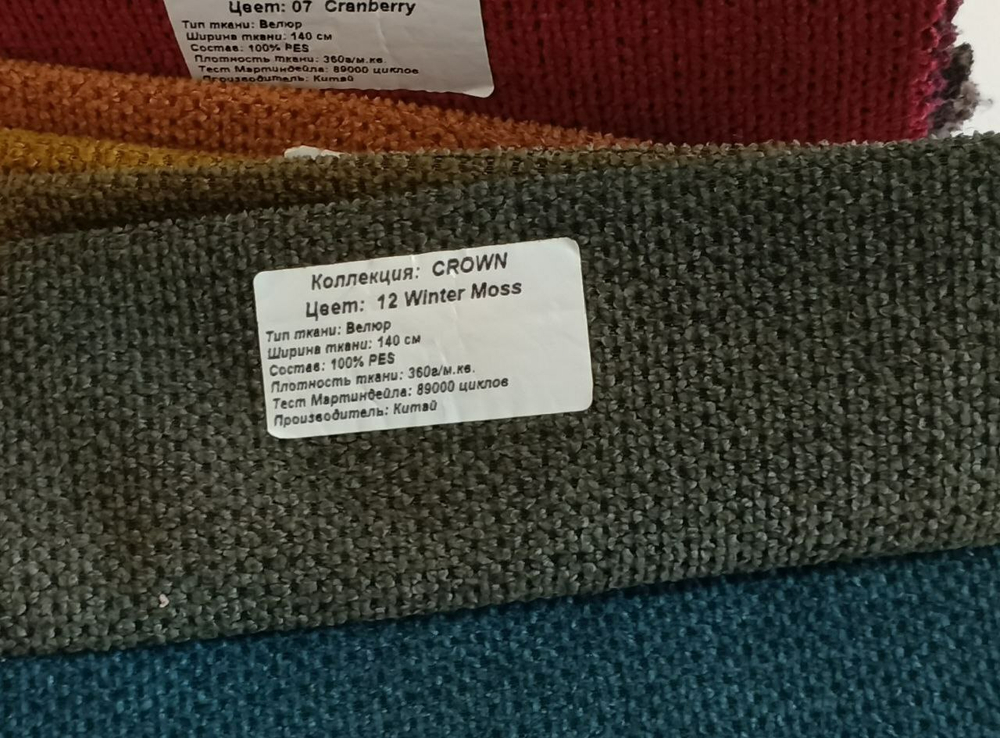 Цвет: 07 Cranberry
Тип ткани: Велюр
Ширина ткани: 140 см
Состав: 100% PES
Плотность ткани: 360г/м.кв.
Тест Мартиндейла: 89000 циклов
Производитель: Китай
Коллекция: CROWN
Цвет: 12 Winter Moss
Тип ткани: Велюр
Ширина ткани: 140 см
Состав: 100% PES
Плотность ткани: 360г/м.кв.
Тест Мартиндейла: 89000 циклов
Производитель: Китай